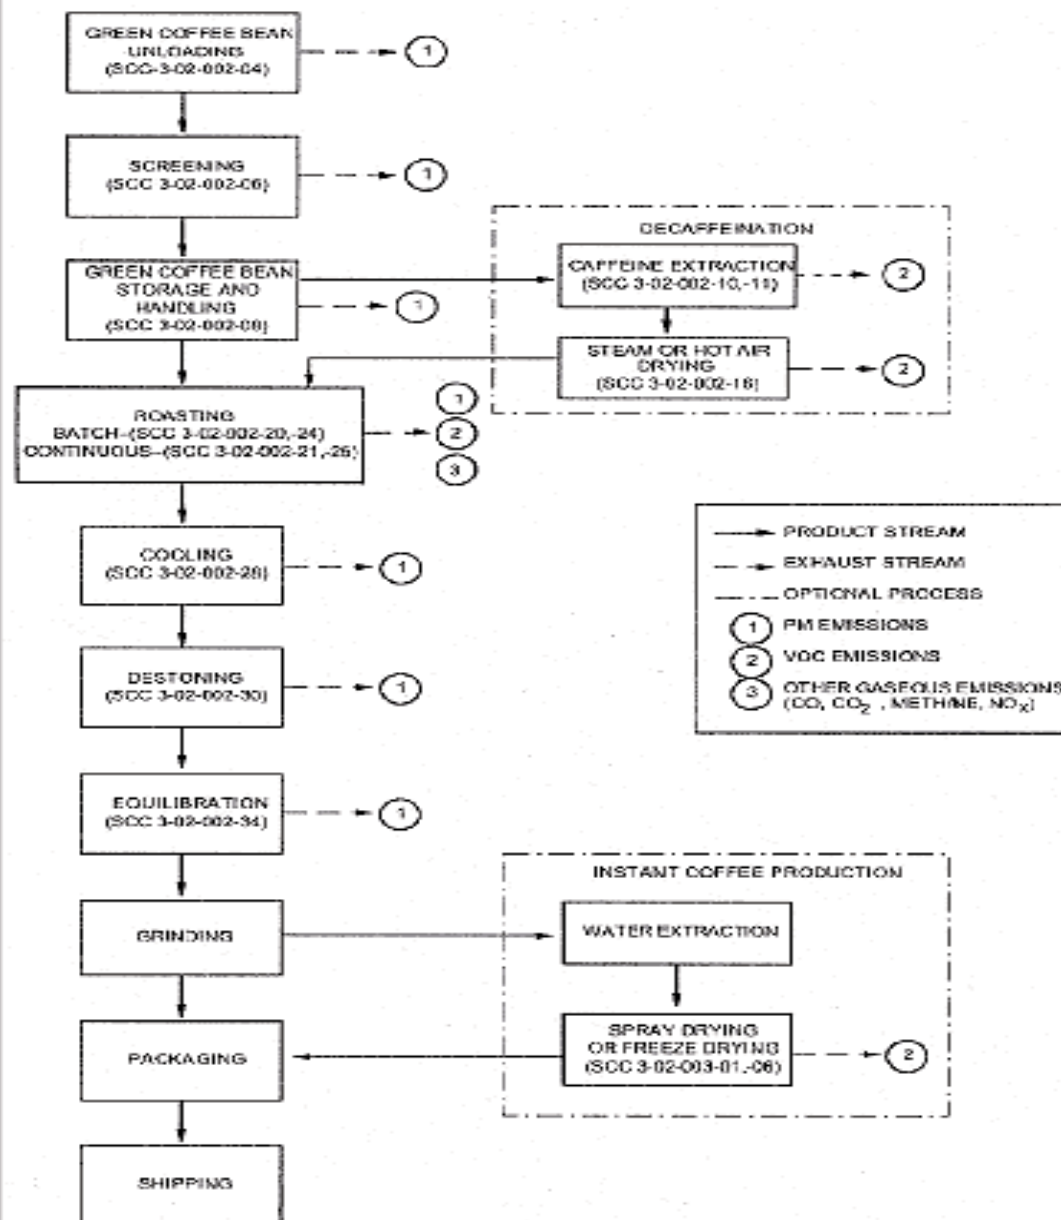 GREEN COFFEE BEAN
UNLOADING
(SCC-3-02-002-04)
1
SCREENING
(SCC 3-02-002-06)
1
GREEN COFFEE BEAN
STORAGE AND
HANDLING
(SCC 3-02-002-08)
1
DECAFFEINATION
CAFFEINE EXTRACTION
(SCC 3-02-002-10,-11)
2
STEAM OR HOT AIR
DRYING
(SCC 3-02-002-16)
2
ROASTING
BATCH--(SCC 3-02-002-20,-24)
CONTINUOUS--(SCC 3-02-002-21,-25)
1
2
3
COOLING
(SCC 3-02-002-28)
1
DESTONING
(SCC 3-02-002-30)
1
EQUILIBRATION
(SCC 3-02-002-34)
1
PRODUCT STREAM
EXHAUST STREAM
OPTIONAL PROCESS
1 PM EMISSIONS
2 VOC EMISSIONS
3 OTHER GASEOUS EMISSIONS
(CO, CO2 , METHANE, NOX)
GRINDING
INSTANT COFFEE PRODUCTION
WATER EXTRACTION
SPRAY DRYING
OR FREEZE DRYING
(SCC 3-02-003-01,-06)
2
PACKAGING
SHIPPING